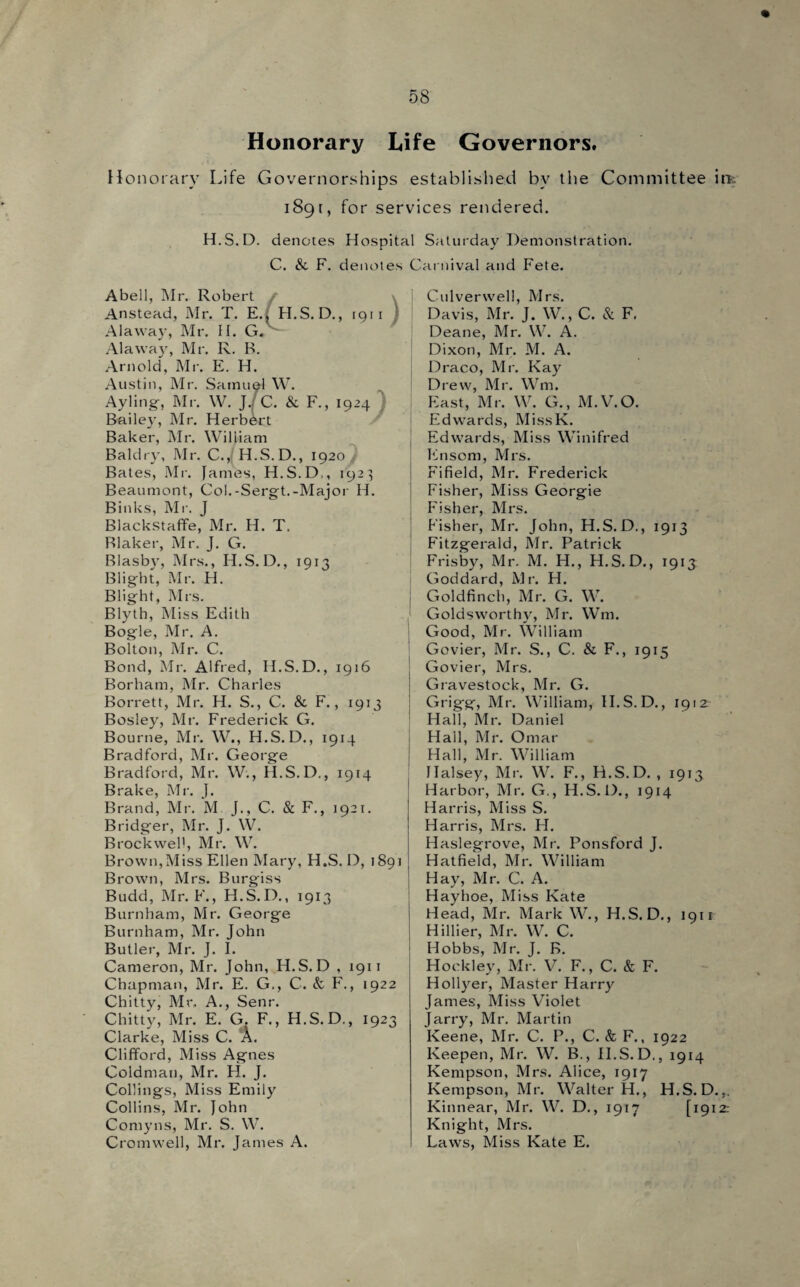 58
Honorary Life Governors.
Honorary Life Governorships established by the Committee in
1891, for services rendered.
H.S.D. denotes Hospital Saturday Demonstration.
C. & F. denotes Carnival and Fete.
Abell, Mr. Robert
Anstead, Mr. T. E., H.S.D., 1911
Alaway, Mr. H. G.
Alaway, Mr. R. B.
Arnold, Mr. E. H.
Austin, Mr. Samuel W.
Ayling, Mr. W. J., C. & F., 1924
Bailey, Mr. Herbert
Baker, Mr. William
Baldry, Mr. C., H.S.D., 1920
Bates, Mr. James, H.S.D., 1923
Beaumont, Col.-Sergt.-Major H.
Binks, Mr. J
Blackstaffe, Mr. H. T.
Blaker, Mr. J. G.
Blasby, Mrs., H.S.D., 1913
Blight, Mr. H.
Blight, Mrs.
Blyth, Miss Edith
Bogle, Mr. A.
Bolton, Mr. C.
Bond, Mr. Alfred, H.S.D., 1916
Borham, Mr. Charles
Borrett, Mr. H. S., C. & F., 1913
Bosley, Mr. Frederick G.
Bourne, Mr. W., H.S.D., 1914
Bradford, Mr. George
Bradford, Mr. W., H.S.D., 1914
Brake, Mr. J.
Brand, Mr. M J., C. & F., 1921.
Bridger, Mr. J. W.
Brockwell, Mr. W.
Brown, Miss Ellen Mary, H.S.D, 1891
Brown, Mrs. Burgiss
Budd, Mr. F., H.S.D., 1913
Burnham, Mr. George
Burnham, Mr. John
Butler, Mr. J. I.
Cameron, Mr. John, H.S.D , 1911
Chapman, Mr. E. G., C. & F., 1922
Chitty, Mr. A., Senr.
Chitty, Mr. E. G. F., H.S.D., 1923
Clarke, Miss C. A.
Clifford, Miss Agnes
Coldman, Mr. H. J.
Collings, Miss Emily
Collins, Mr. John
Comyns, Mr. S. W.
Cromwell, Mr. James A.
Culverwell, Mrs.
Davis, Mr. J. W., C. & F.
Deane, Mr. W. A.
Dixon, Mr. M. A.
Draco, Mr. Kay
Drew, Mr. Wm.
East, Mr. W. G., M.V.O.
Edwards, Miss K.
Edwards, Miss Winifred
Ensom, Mrs.
Fifield, Mr. Frederick
Fisher, Miss Georgie
Fisher, Mrs.
Fisher, Mr. John, H.S.D., 1913
Fitzgerald, Mr. Patrick
Frisby, Mr. M. H., H.S.D., 1913
Goddard, Mr. H.
Goldfinch, Mr. G. W.
Goldsworthy, Mr. Wm.
Good, Mr. William
Govier, Mr. S., C. & F., 1915
Govier, Mrs.
Gravestock, Mr. G.
Grigg, Mr. William, H.S.D., 1912
Hall, Mr. Daniel
Hall, Mr. Omar
Hall, Mr. William
Halsey, Mr. W. F., H.S.D. , 1913
Harbor, Mr. G., H.S.D., 1914
Harris, Miss S.
Harris, Mrs. H.
Haslegrove, Mr. Ponsford J.
Hatfield, Mr. William
Hay, Mr. C. A.
Hayhoe, Miss Kate
Head, Mr. Mark W., H.S.D., 1911
Hillier, Mr. W. C.
Hobbs, Mr. J. B.
Hockley, Mr. V. F., C. & F.
Hollyer, Master Harry
James, Miss Violet
Jarry, Mr. Martin
Keene, Mr. C. P., C. & F., 1922
Keepen, Mr. W. B., H.S.D., 1914
Kempson, Mrs. Alice, 1917
Kempson, Mr. Walter H., H.S.D.,
Kinnear, Mr. W. D., 1917 [1912
Knight, Mrs.
Laws, Miss Kate E.